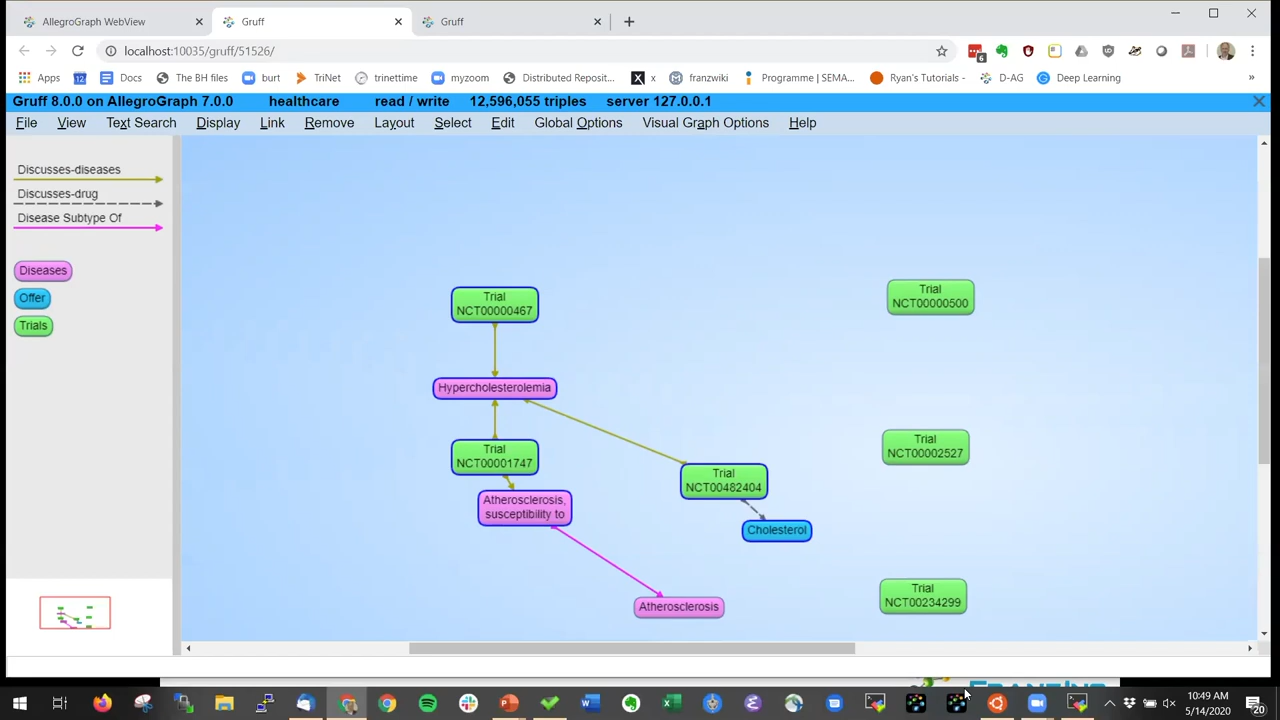 AllegroGraph WebView
Gruff
Gruff
localhost:10035/gruff/51526/
6
Apps
12
Docs
The BH files
burt
TriNet
trinettime
myzoom
Distributed Reposit...
X x
franzwiki
Programme | SEMA...
Ryan's Tutorials -
D-AG
Deep Learning
»
Gruff 8.0.0 on AllegroGraph 7.0.0 healthcare read / write 12,596,055 triples server 127.0.0.1
File View Text Search Display Link Remove Layout Select Edit Global Options Visual Graph Options Help
Discusses-diseases
Discusses-drug
Disease Subtype Of
Diseases
Offer
Trials
Trial
NCT00000467
Trial
NCT00000500
Hypercholesterolemia
Trial
NCT00001747
Trial
NCT00002527
Trial
NCT00482404
Atherosclerosis,
susceptibility to
Cholesterol
Trial
NCT00234299
Atherosclerosis
10:49 AM
5/14/2020
20